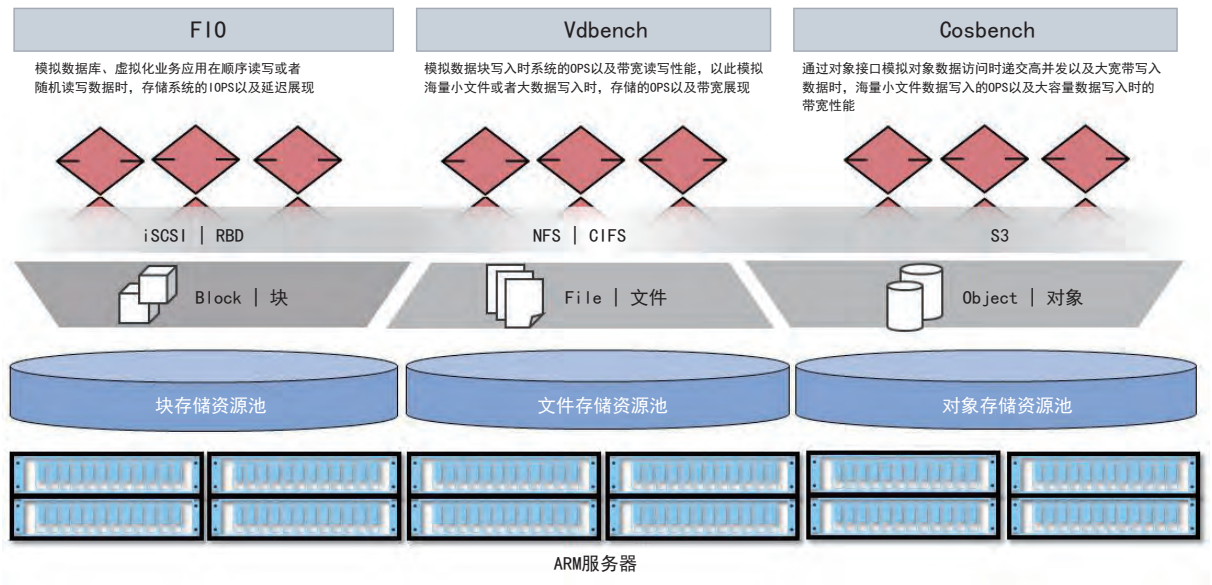 FIO
Vdbench
Cosbench
模拟数据库、虚拟化业务应用在顺序读写或者
随机读写数据时，存储系统的IOPS以及延迟展现
模拟数据块写入时系统的OPS以及带宽读写性能，以此模拟
海量小文件或者大数据写入时，存储的OPS以及带宽展现
通过对象接口模拟对象数据访问时递交高并发以及大宽带写入
数据时，海量小文件数据写入的OPS以及大容量数据写入时的
带宽性能
iSCSI | RBD
NFS | CIFS
S3
Block | 块
File | 文件
Object | 对象
块存储资源池
文件存储资源池
对象存储资源池
ARM服务器